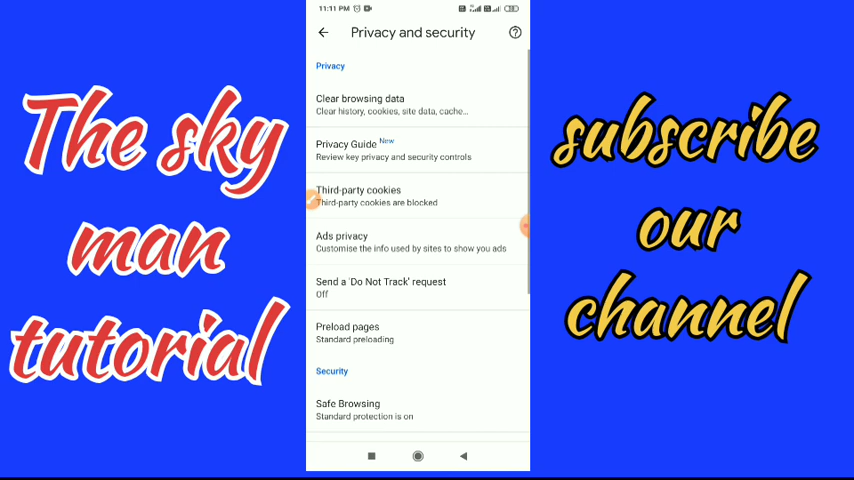 The sky
man
tutorial
11:11 PM
Privacy and security
Privacy
Clear browsing data
Clear history, cookies, site data, cache...
Privacy Guide New
Review key privacy and security controls
Third-party cookies
Third-party cookies are blocked
Ads privacy
Customise the info used by sites to show you ads
Send a 'Do Not Track' request
Off
Preload pages
Standard preloading
Security
Safe Browsing
Standard protection is on
subscribe
our
channel